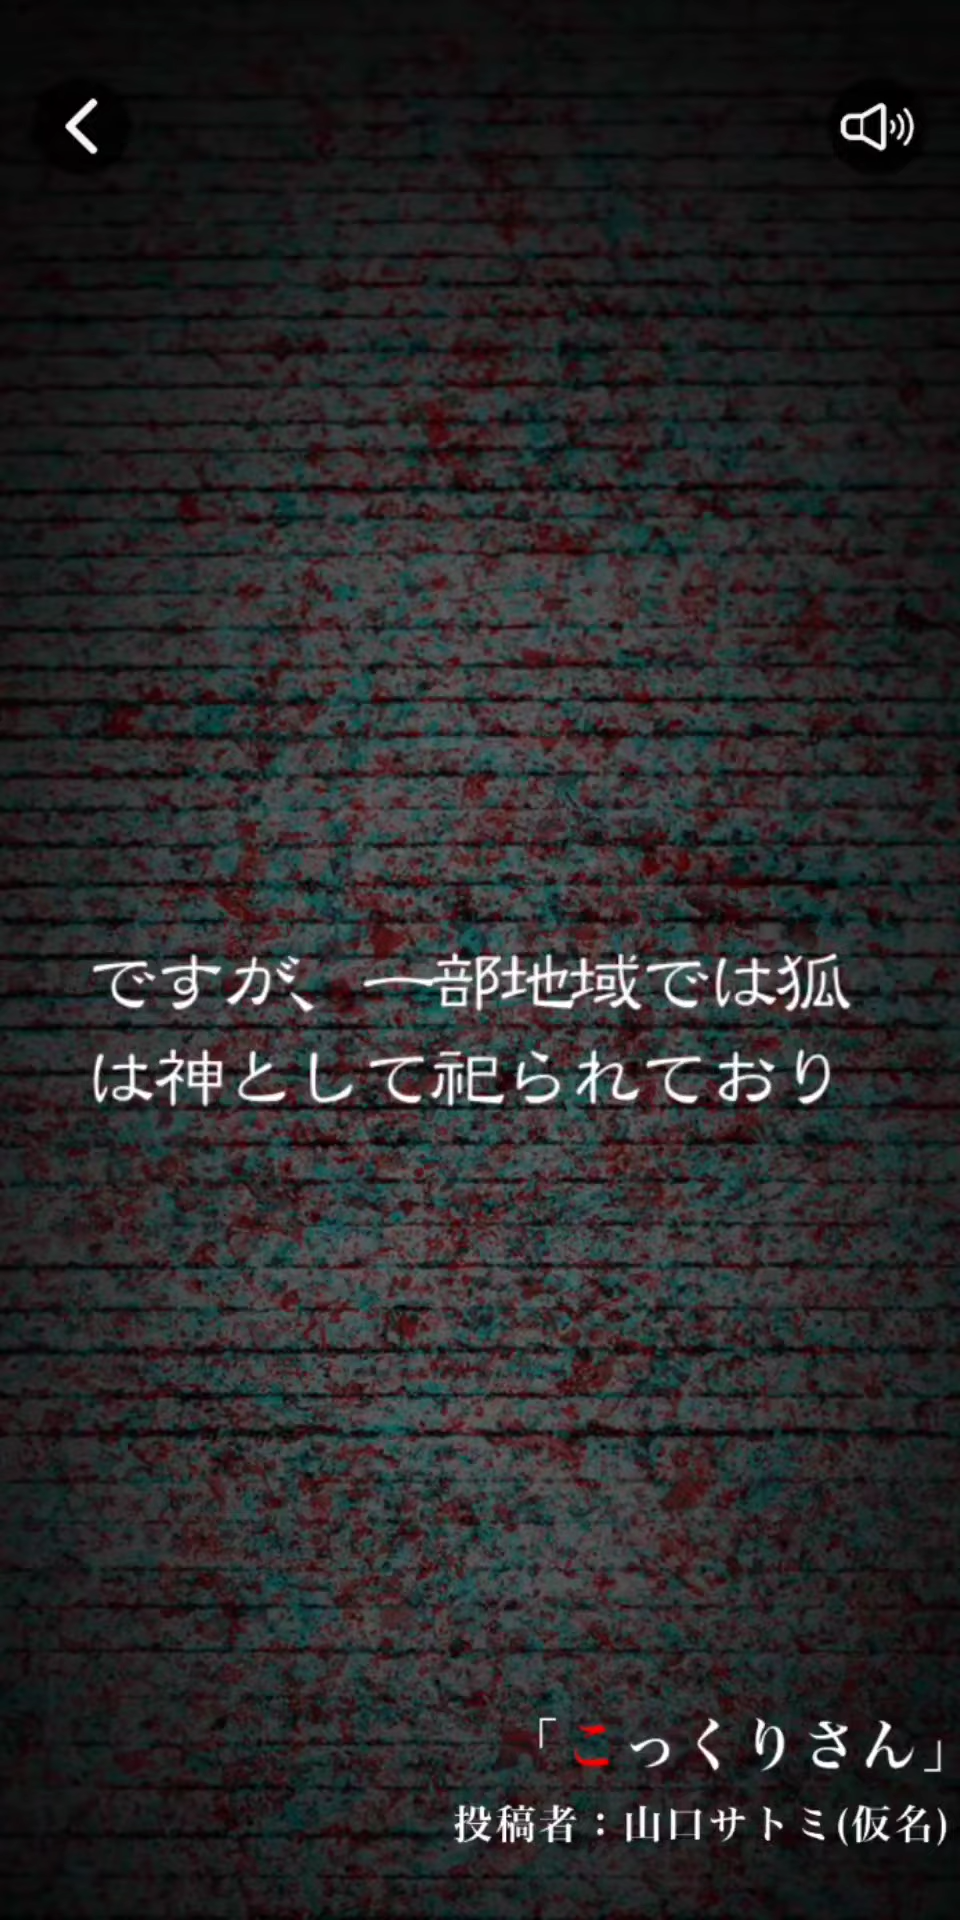 ですが、一部地域では狐
は神として祀られており
「こっくりさん」
投稿者：山口サトミ(仮名)